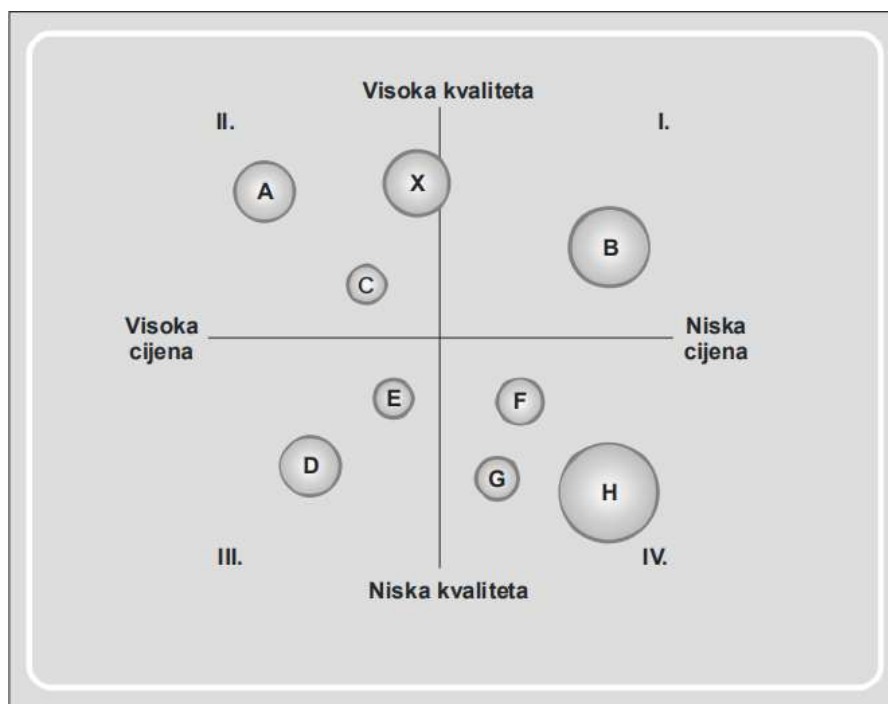 Visoka kvaliteta
II.
I.
A
X
B
C
Visoka
cijena
Niska
cijena
E
F
D
G
H
III.
IV.
Niska kvaliteta